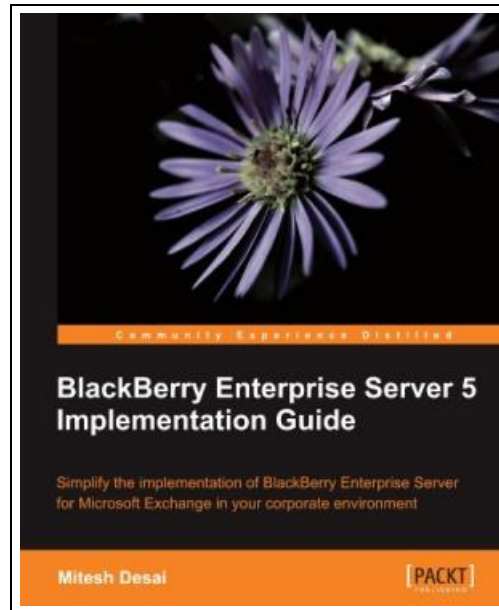 Community Experience Distilled
BlackBerry Enterprise Server 5
Implementation Guide
Simplify the implementation of BlackBerry Enterprise Server
for Microsoft Exchange in your corporate environment
Mitesh Desai
[PACKT]
PUBLISHING